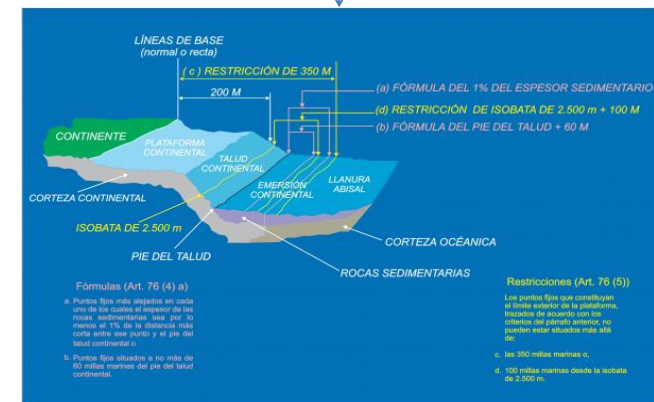 LÍNEAS DE BASE
(normal o recta)
( c ) RESTRICCIÓN DE 350 M
200 M
(a) FÓRMULA DEL 1% DEL ESPESOR SEDIMENTARIO
(d) RESTRICCIÓN DE ISOBATA DE 2.500 m + 100 M
(b) FÓRMULA DEL PIE DEL TALUD + 60 M
CONTINENTE
PLATAFORMA
CONTINENTAL
TALUD
CONTINENTAL
EMERSIÓN
CONTINENTAL
LLANURA
ABISAL
CORTEZA CONTINENTAL
ISOBATA DE 2.500 m
PIE DEL TALUD
CORTEZA OCÉANICA
ROCAS SEDIMENTARIAS
Fórmulas (Art. 76 (4) a)
a. Puntos fijos más alejados en cada
uno de los cuales el espesor de las
rocas sedimentarias sea por lo
menos el 1% de la distancia más
corta entre ese punto y el pie del
talud continental o
b. Puntos fijos situados a no más de
60 millas marinas del pie del talud
continental.
Restricciones (Art. 76 (5))
Los puntos fijos que constituyan
el límite exterior de la plataforma,
trazados de acuerdo con los
criterios del párrafo anterior, no
pueden estar situados más allá
de:
c. las 350 millas marinas o,
d. 100 millas marinas desde la isobata
de 2.500 m.